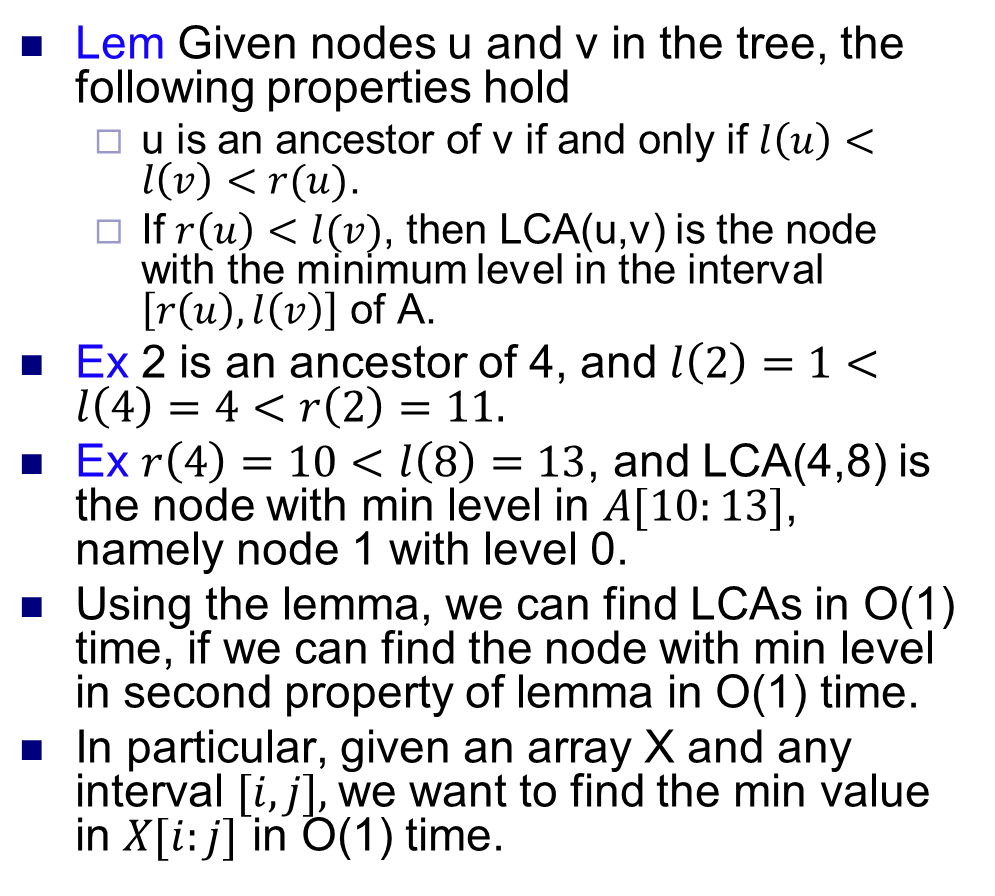 Lem Given nodes u and v in the tree, the
following properties hold
u is an ancestor of v if and only if l(u) <
l(v) < r(u).
If r(u) < l(v), then LCA(u,v) is the node
with the minimum level in the interval
[r(u), l(v)] of A.
Ex 2 is an ancestor of 4, and l(2) = 1 <
l(4) = 4 < r(2) = 11.
Ex r(4) = 10 < l(8) = 13, and LCA(4,8) is
the node with min level in A[10: 13],
namely node 1 with level 0.
Using the lemma, we can find LCAs in O(1)
time, if we can find the node with min level
in second property of lemma in O(1) time.
In particular, given an array X and any
interval [i, j], we want to find the min value
in X[i: j] in O(1) time.